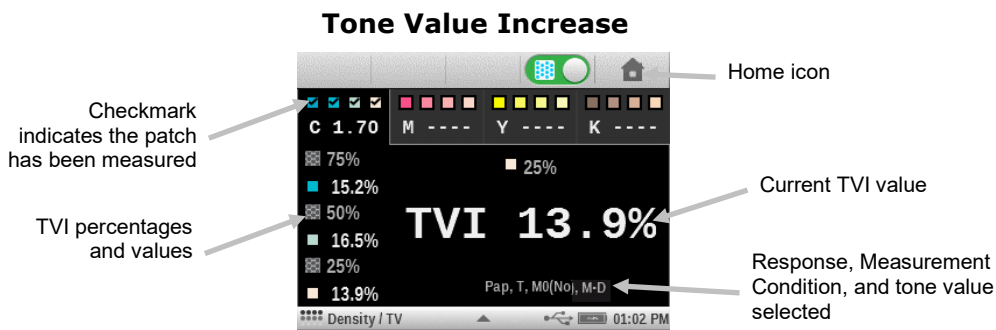 Tone Value Increase
Home icon
Checkmark
indicates the patch
has been measured
C 1.70 M ---- Y ---- K ----
75%
15.2%
50%
16.5%
25%
13.9%
25%
TVI 13.9%
Pap, T, M0(No), M-D
Density / TV 01:02 PM
TVI percentages
and values
Current TVI value
Response, Measurement
Condition, and tone value
selected